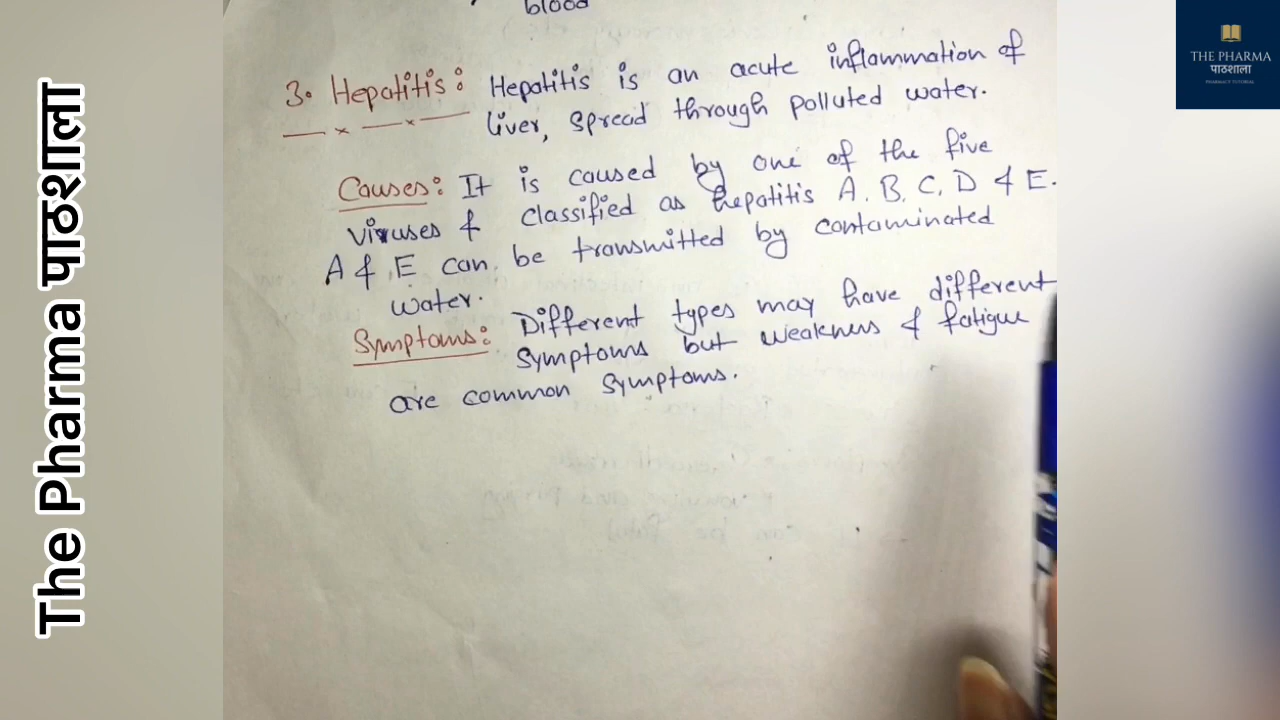 blood
3. Hepatitis: Hepatitis is an acute inflammation of
liver, spread through polluted water.
Causes: It is caused by one of the five
viruses & classified as hepatitis A, B, C, D & E.
A & E can be transmitted by contaminated
water.
Symptoms: Different types may have different
symptoms but weakness & fatigue
are common symptoms.
The Pharma पाठशाला
THE PHARMA
पाठशाला
PHARMACY TUTORIAL